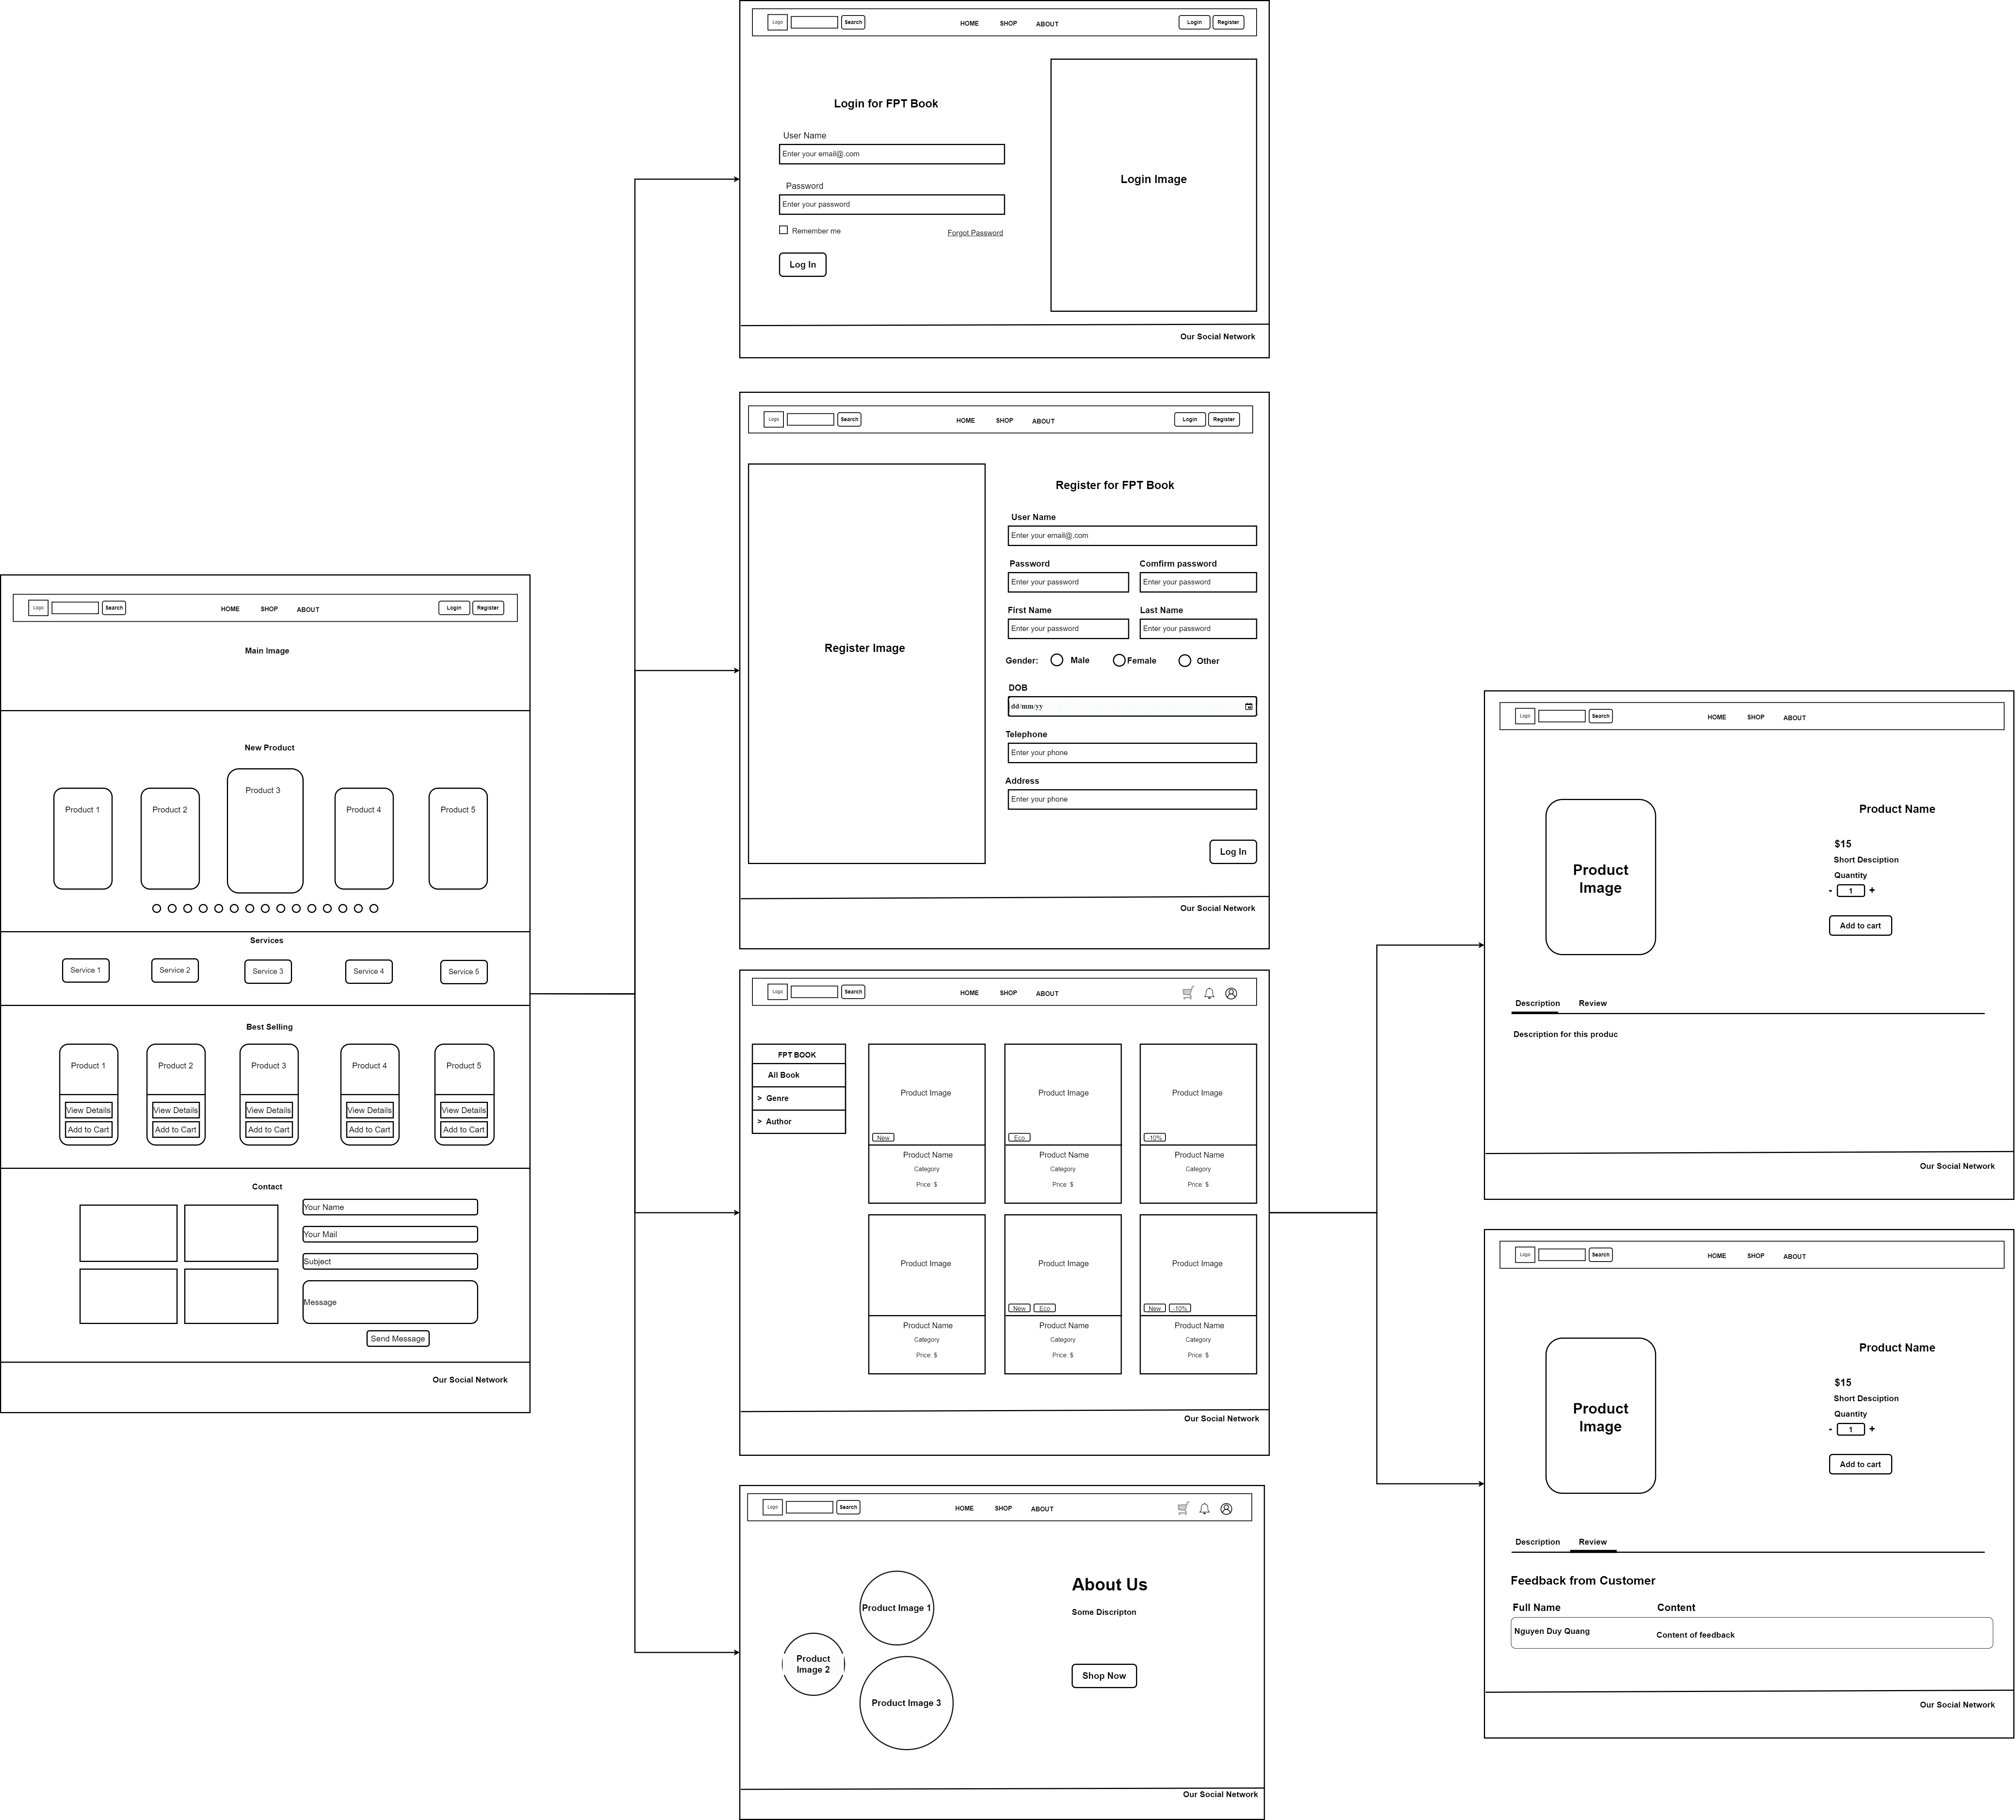 Logo
Search
HOME SHOP ABOUT
Login Register
Main Image
New Product
Product 1 Product 2 Product 3 Product 4 Product 5
Services
Service 1 Service 2 Service 3 Service 4 Service 5
Best Selling
Product 1 Product 2 Product 3 Product 4 Product 5
View Details View Details View Details View Details View Details
Add to Cart Add to Cart Add to Cart Add to Cart Add to Cart
Contact
Your Name
Your Mail
Subject
Message
Send Message
Our Social Network
Logo
Search
HOME SHOP ABOUT
Login Register
Login for FPT Book
User Name
Enter your email@.com
Password
Enter your password
Remember me
Forgot Password
Log In
Login Image
Our Social Network
Logo
Search
HOME SHOP ABOUT
Login Register
Register Image
Register for FPT Book
User Name
Enter your email@.com
Password Comfirm password
Enter your password Enter your password
First Name Last Name
Enter your password Enter your password
Gender: Male Female Other
DOB
dd/mm/yy
Telephone
Enter your phone
Address
Enter your phone
Log In
Our Social Network
Logo
Search
HOME SHOP ABOUT
FPT BOOK
All Book
> Genre
> Author
Product Image Product Image Product Image
New Eco -10%
Product Name Product Name Product Name
Category Category Category
Price: $ Price: $ Price: $
Product Image Product Image Product Image
New Eco New -10%
Product Name Product Name Product Name
Category Category Category
Price: $ Price: $ Price: $
Our Social Network
Logo
Search
HOME SHOP ABOUT
Product Image 1
Product
Image 2
Product Image 3
About Us
Some Discripton
Shop Now
Our Social Network
Logo
Search
HOME SHOP ABOUT
Product
Image
Product Name
$15
Short Desciption
Quantity
- 1 +
Add to cart
Description Review
Description for this produc
Our Social Network
Logo
Search
HOME SHOP ABOUT
Product
Image
Product Name
$15
Short Desciption
Quantity
- 1 +
Add to cart
Description Review
Feedback from Customer
Full Name Content
Nguyen Duy Quang Content of feedback
Our Social Network